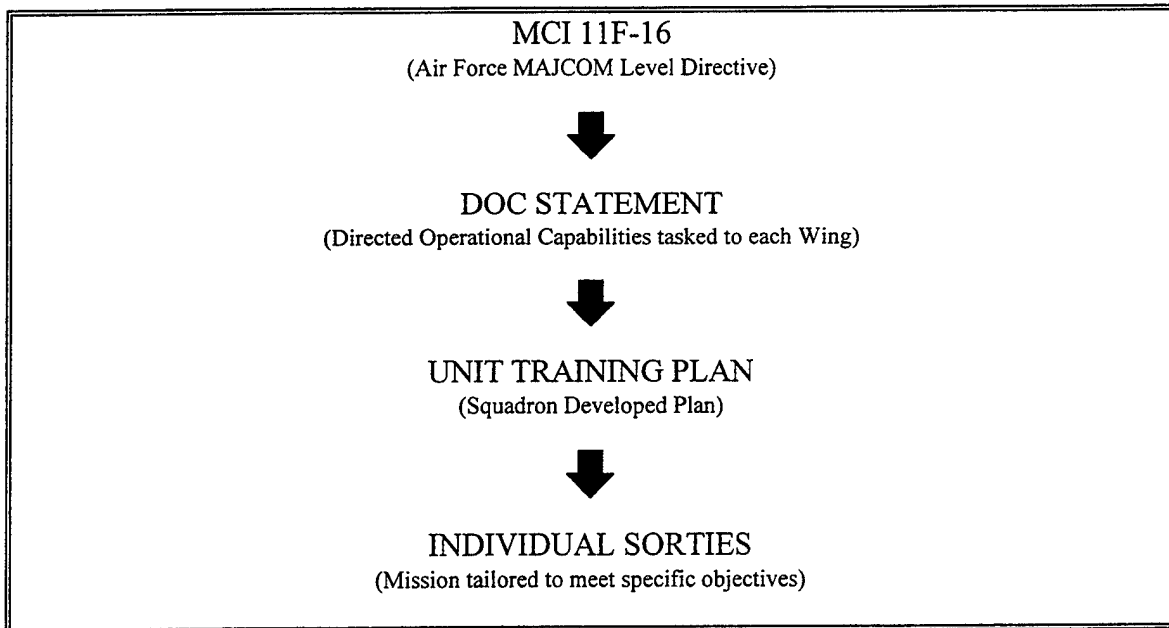 MCI 11F-16
(Air Force MAJCOM Level Directive)
DOC STATEMENT
(Directed Operational Capabilities tasked to each Wing)
UNIT TRAINING PLAN
(Squadron Developed Plan)
INDIVIDUAL SORTIES
(Mission tailored to meet specific objectives)